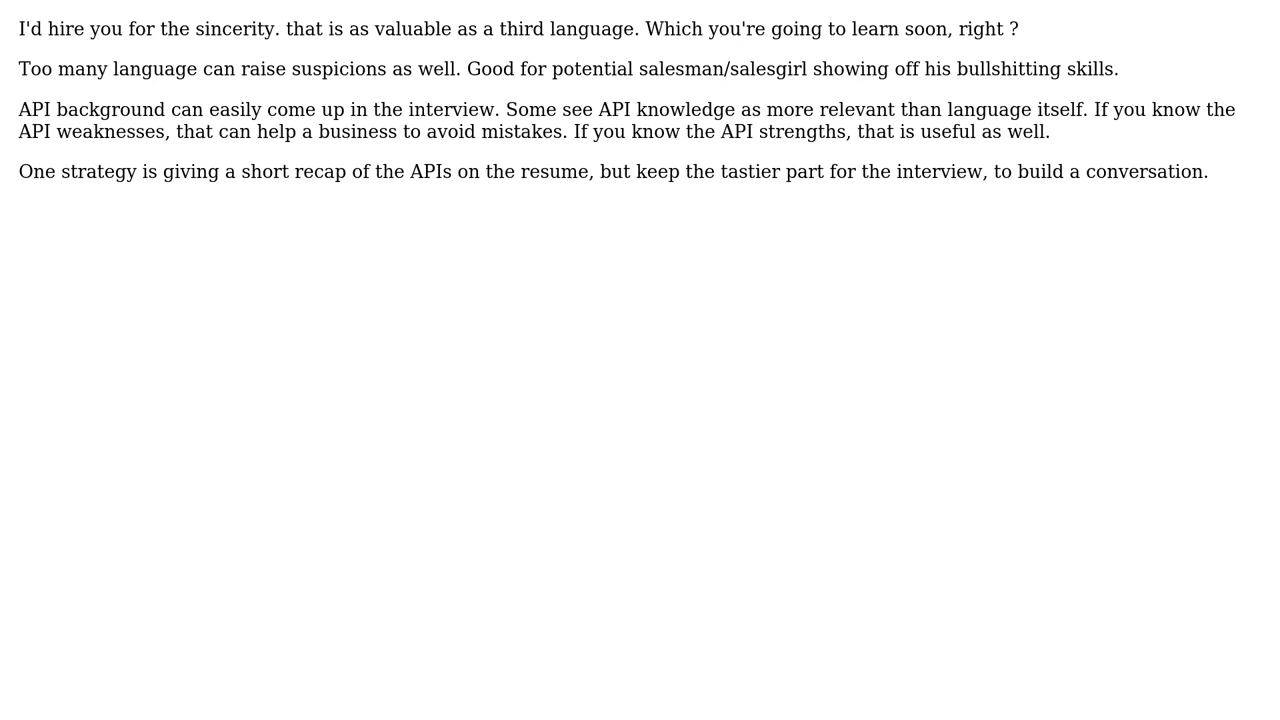 I'd hire you for the sincerity. that is as valuable as a third language. Which you're going to learn soon, right ?
Too many language can raise suspicions as well. Good for potential salesman/salesgirl showing off his bullshitting skills.
API background can easily come up in the interview. Some see API knowledge as more relevant than language itself. If you know the
API weaknesses, that can help a business to avoid mistakes. If you know the API strengths, that is useful as well.
One strategy is giving a short recap of the APIs on the resume, but keep the tastier part for the interview, to build a conversation.